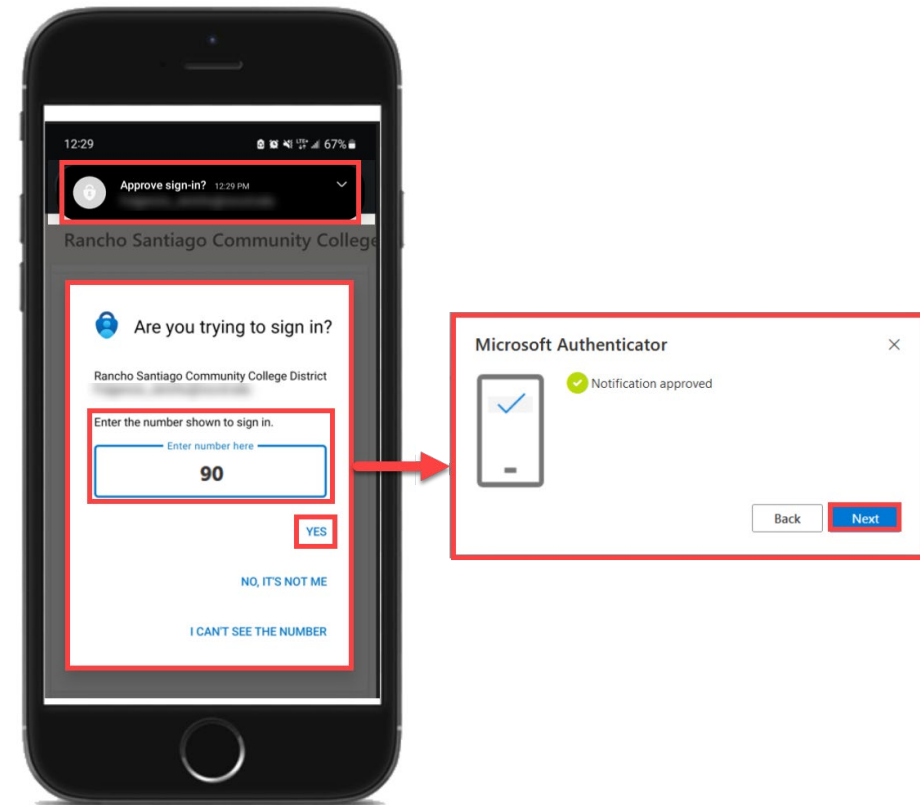 12:29
LTE+ 67%
Approve sign-in? 12:29 PM
Rancho Santiago Community College
Are you trying to sign in?
Rancho Santiago Community College District
Enter the number shown to sign in.
Enter number here
90
YES
NO, IT'S NOT ME
I CAN'T SEE THE NUMBER
Microsoft Authenticator
Notification approved
Back Next